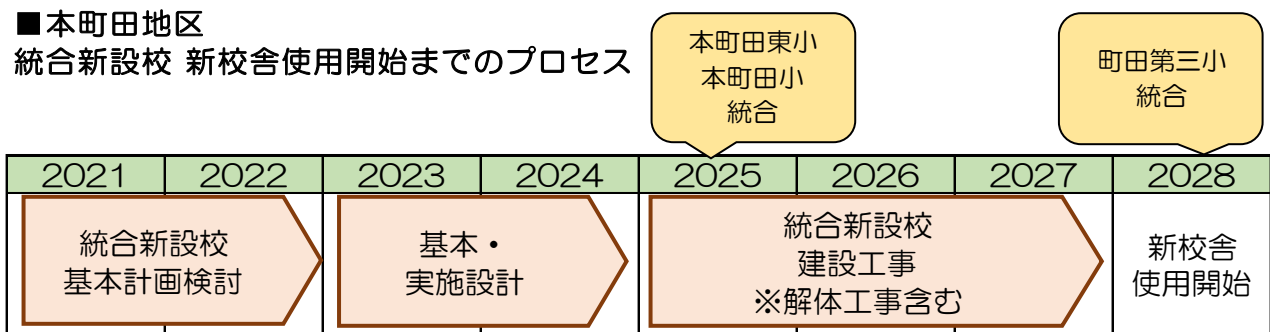 ■本町田地区
統合新設校 新校舎使用開始までのプロセス
本町田東小
本町田小
統合
町田第三小
統合
2021 2022 2023 2024 2025 2026 2027 2028
統合新設校
基本計画検討
基本・
実施設計
統合新設校
建設工事
※解体工事含む
新校舎
使用開始